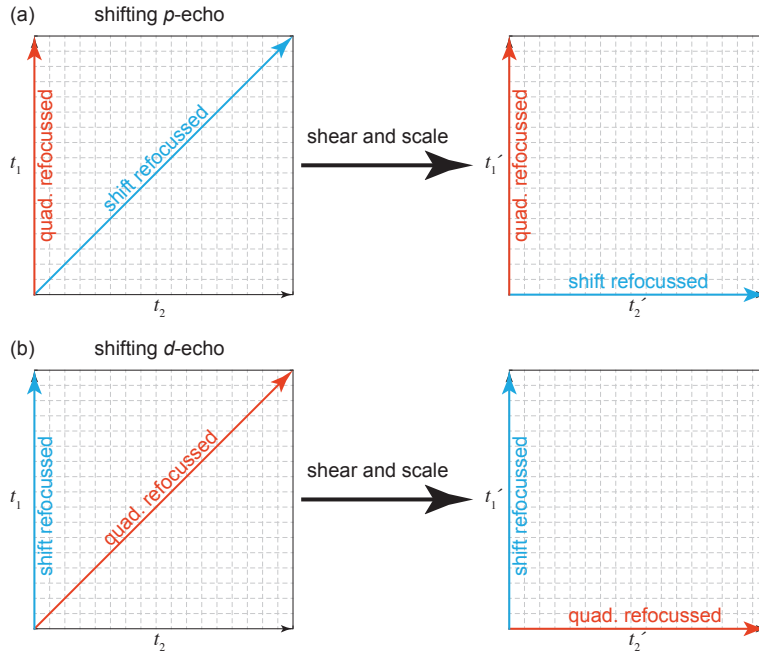 (a) shifting p-echo
t1
quad. refocussed
shift refocussed
t2
shear and scale
t1´
quad. refocussed
shift refocussed
t2´
(b) shifting d-echo
t1
shift refocussed
quad. refocussed
t2
shear and scale
t1´
shift refocussed
quad. refocussed
t2´